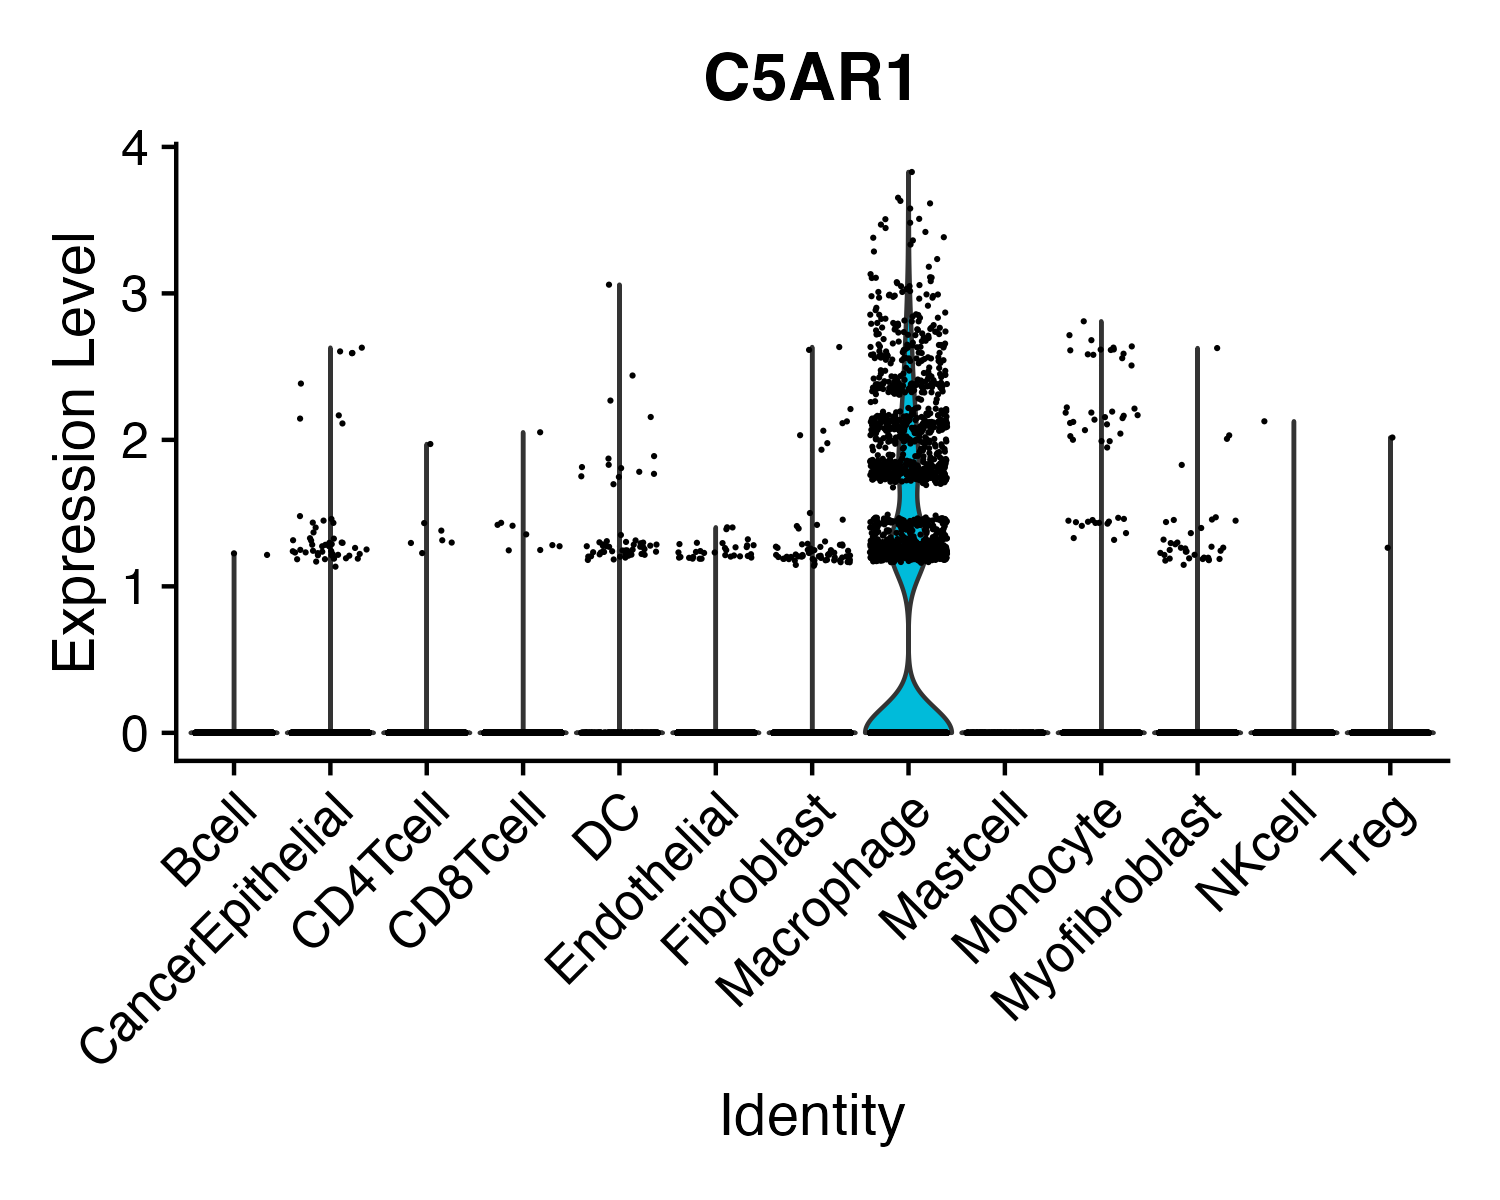 C5AR1
Expression Level
4
3
2
1
0
Bcell
CancerEpithelial
CD4Tcell
CD8Tcell
DC
Endothelial
Fibroblast
Macrophage
Mastcell
Monocyte
Myofibroblast
NKcell
Treg
Identity